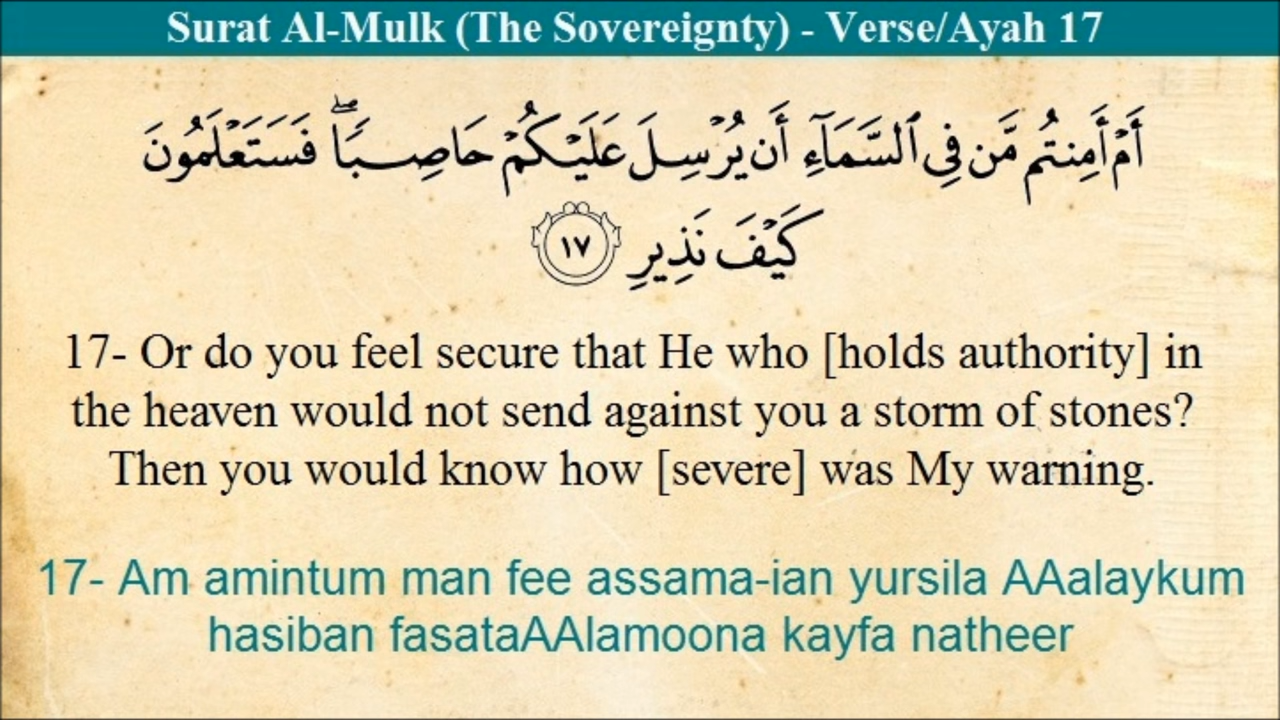 Surat Al-Mulk (The Sovereignty) - Verse/Ayah 17
أَمْ أَمِنتُم مَّن فِى ٱلسَّمَآءِ أَن يُرْسِلَ عَلَيْكُمْ حَاصِبًۭا ۖ فَسَتَعْلَمُونَ
كَيْفَ نَذِيرِ ١٧
17- Or do you feel secure that He who [holds authority] in
the heaven would not send against you a storm of stones?
Then you would know how [severe] was My warning.
17- Am amintum man fee assama-ian yursila AAalaykum
hasiban fasataAAlamoona kayfa natheer